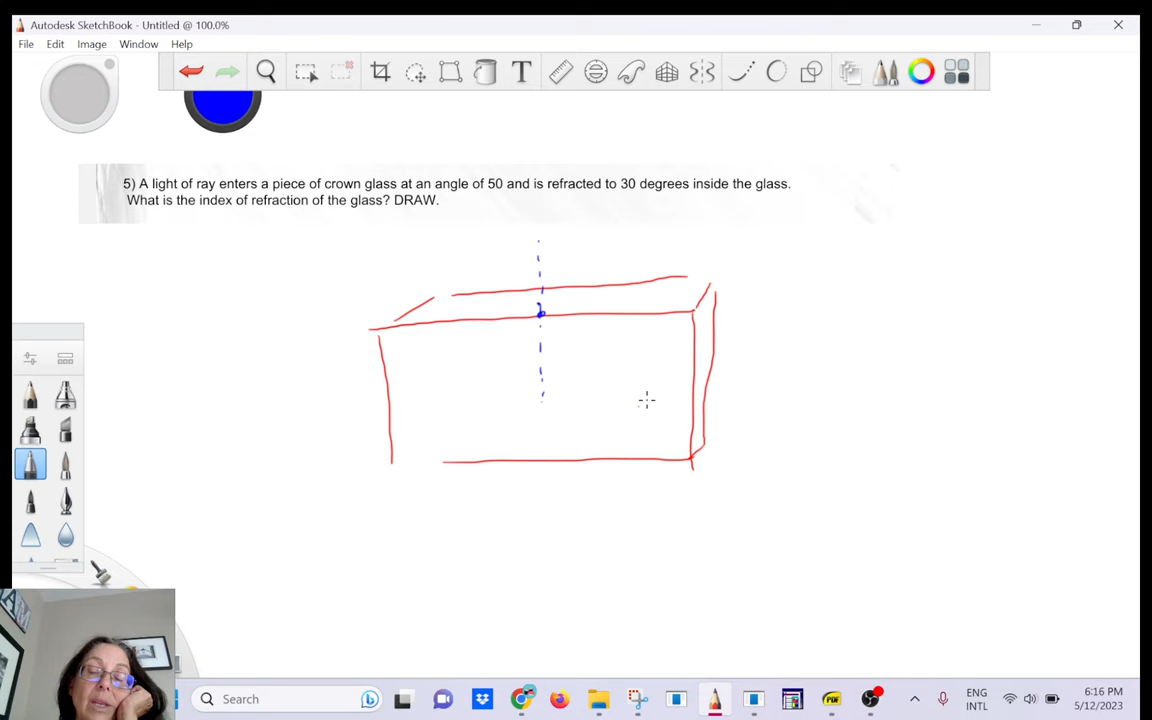 Autodesk SketchBook - Untitled @ 100.0%
File Edit Image Window Help
T
5) A light of ray enters a piece of crown glass at an angle of 50 and is refracted to 30 degrees inside the glass.
What is the index of refraction of the glass? DRAW.
AM
Search
PDF
ENG
INTL
6:16 PM
5/12/2023